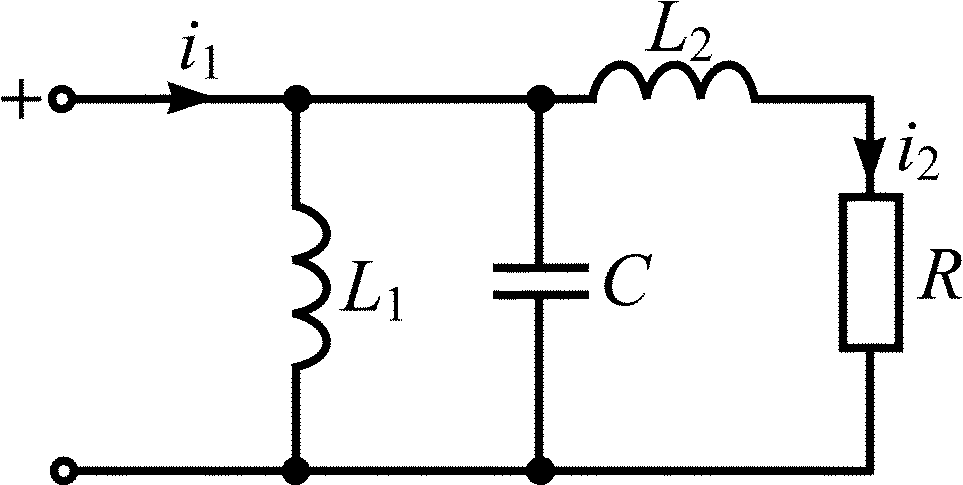 L₂
i₁
+
i₂
L₁
C
R